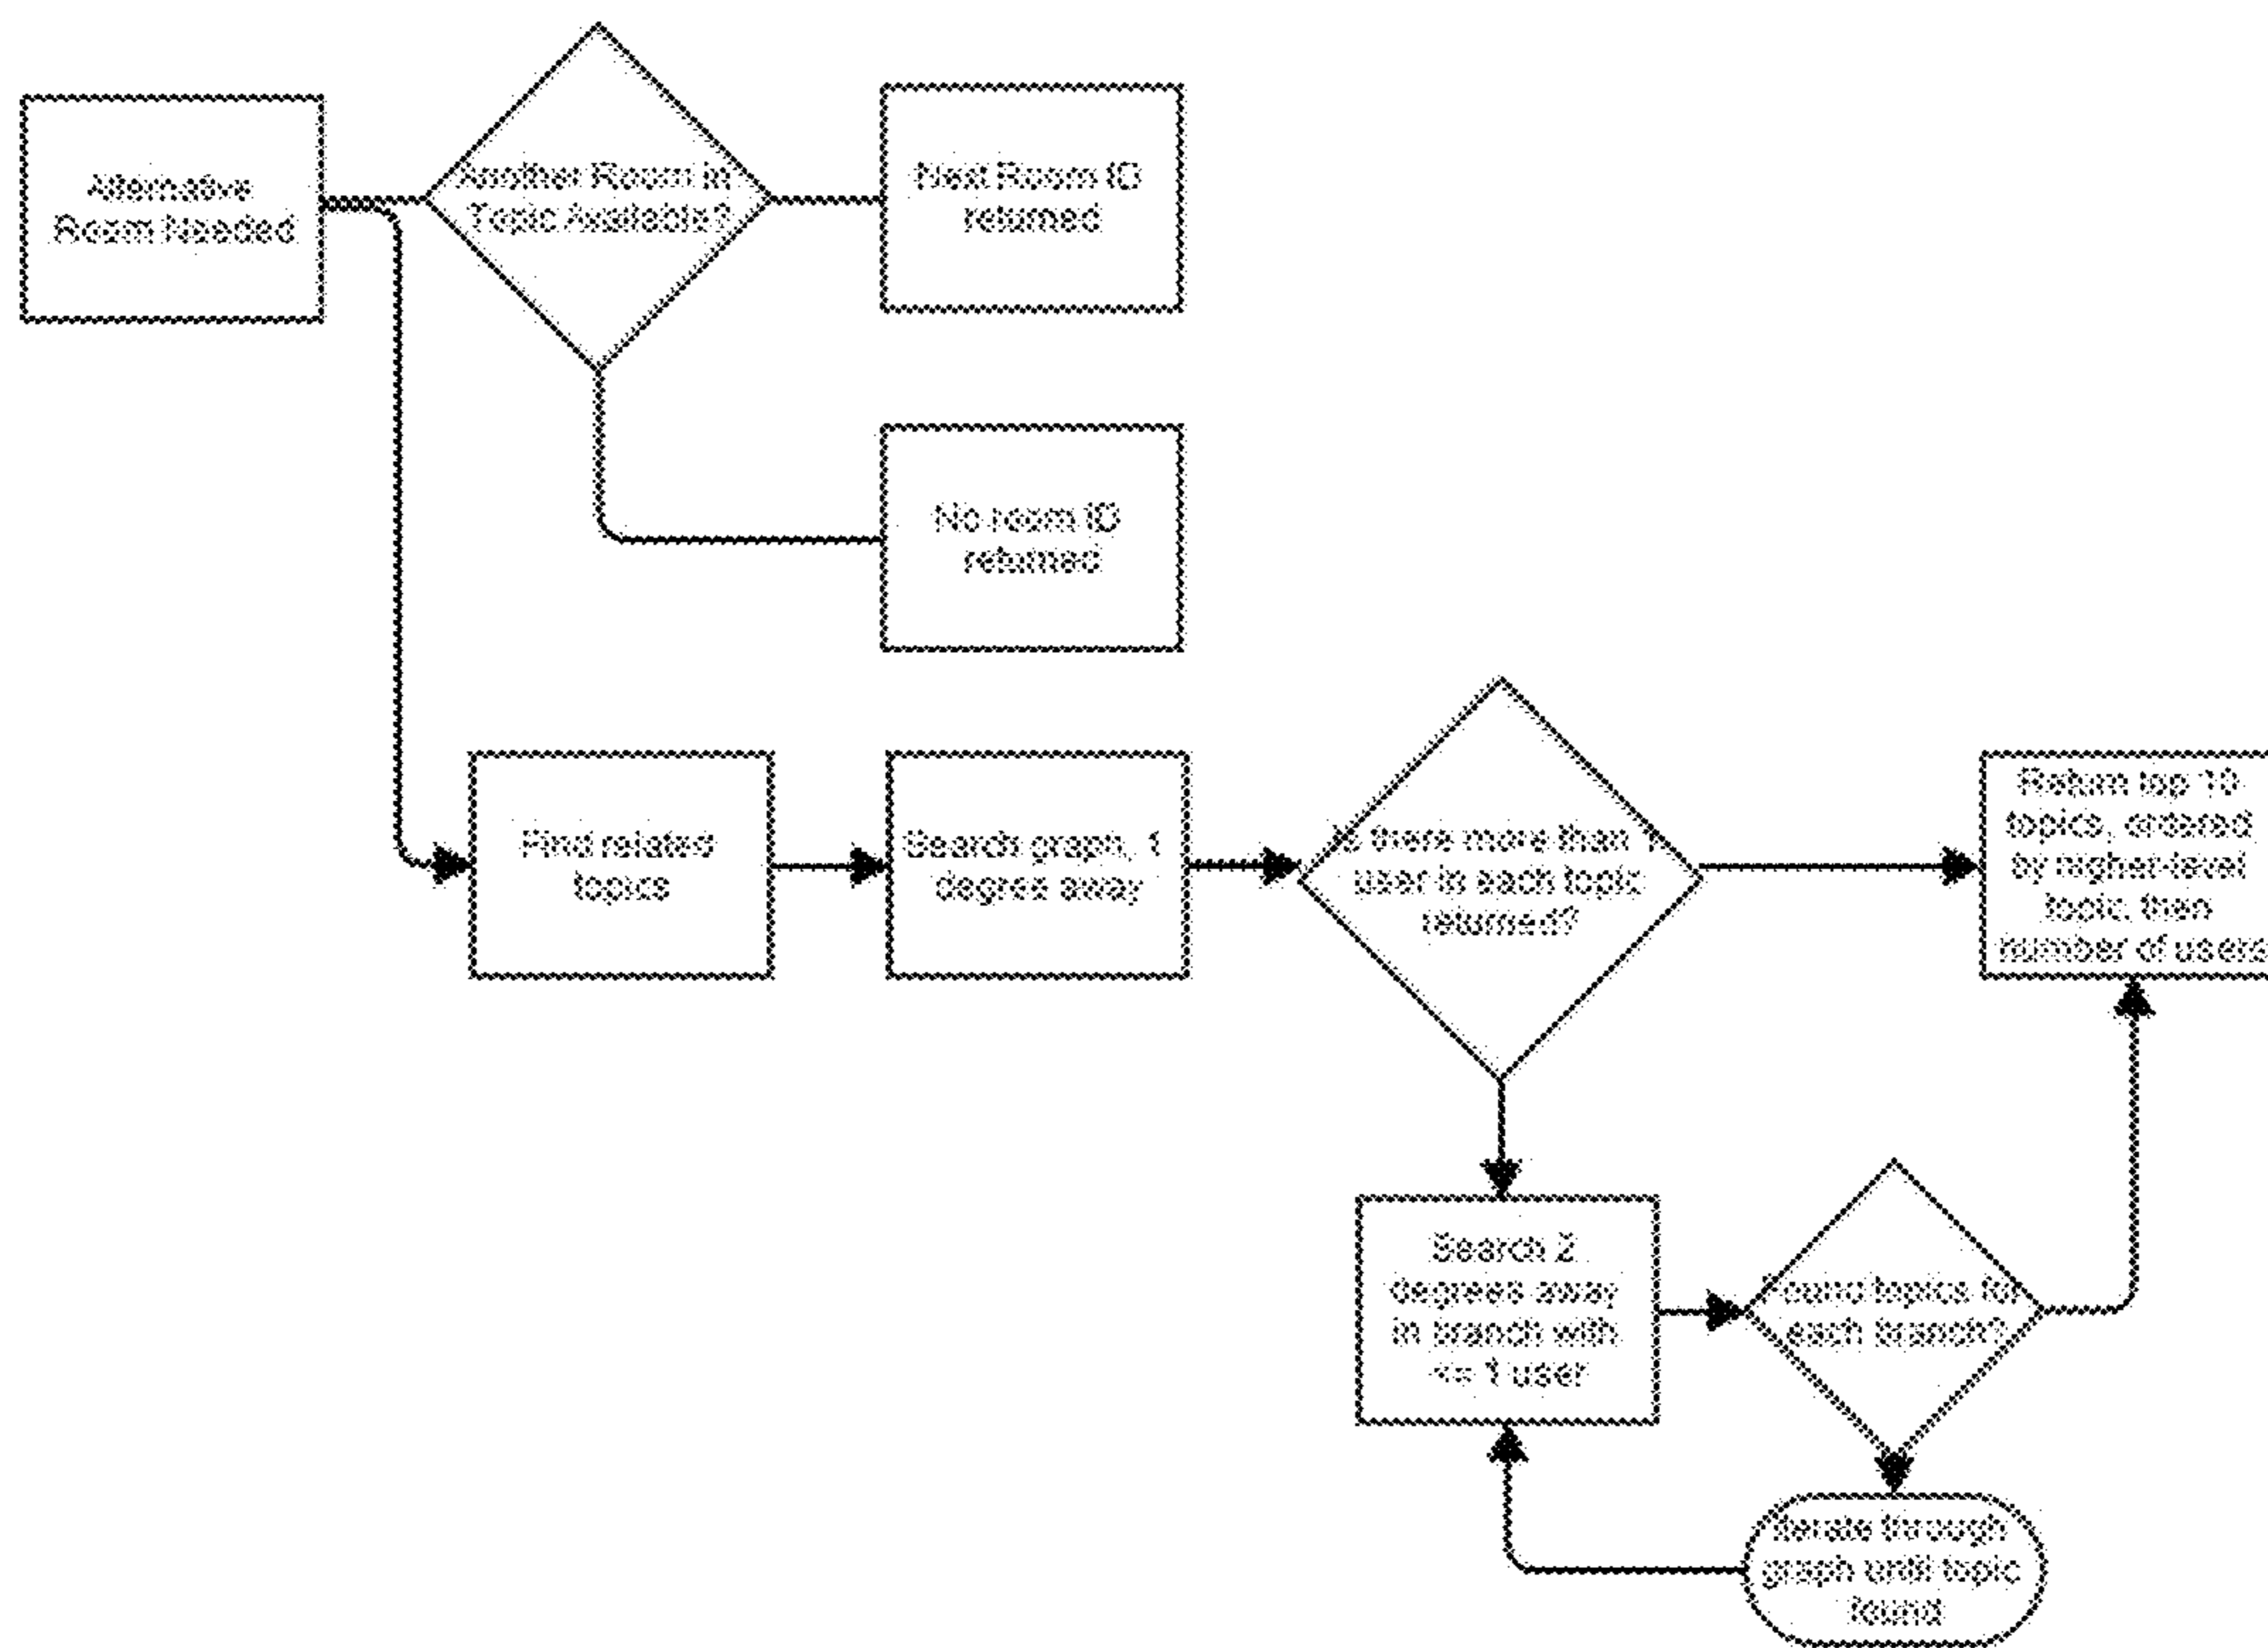 Alternative
Room Needed
Another Room in
Topic Available?
Next Room ID
returned
No room ID
returned
Find related
topics
Search graph, 1
degree away
Is there more than 1
user in each topic
returned?
Return top 10
topics, ordered
by higher-level
topic, then
number of users
Search 2
degrees away
in branch with
<= 1 user
Found topics for
each branch?
Iterate through
graph until topic
found